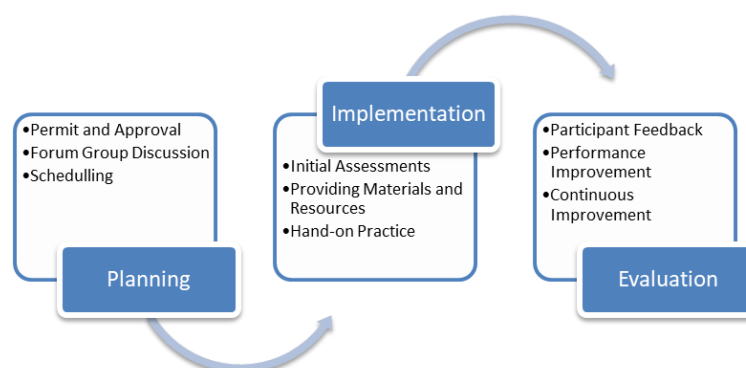 •Permit and Approval
•Forum Group Discussion
•Schedulling
Planning
Implementation
•Initial Assessments
•Providing Materials and
Resources
•Hand-on Practice
•Participant Feedback
•Performance
Improvement
•Continuous
Improvement
Evaluation